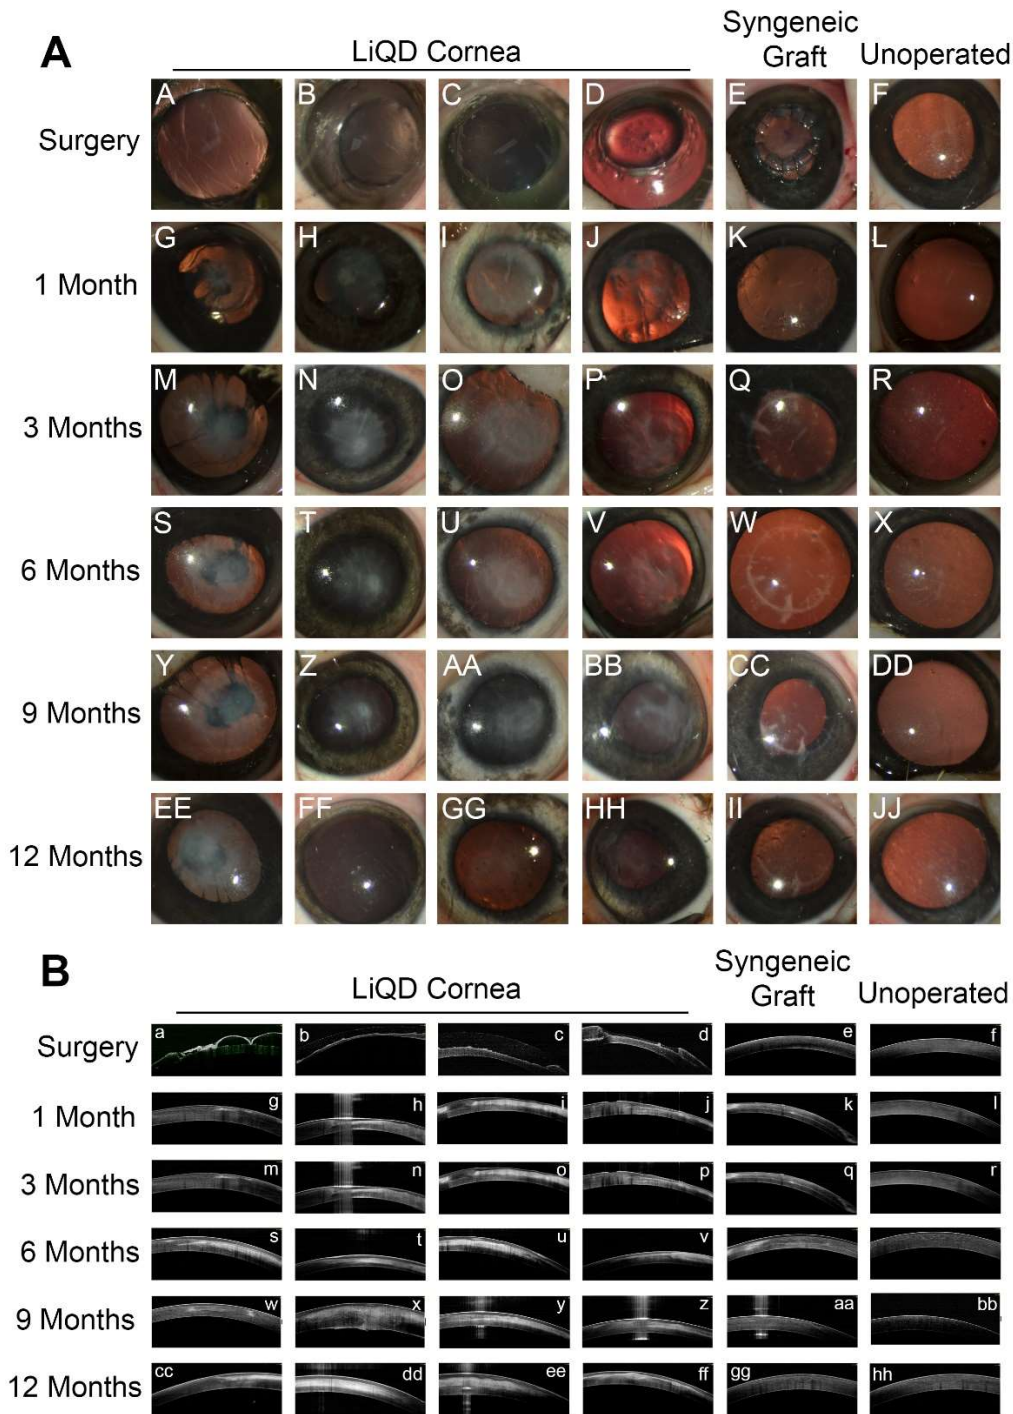 A
LiQD Cornea
Syngeneic
Graft
Unoperated
Surgery
A B C D E F
1 Month
G H I J K L
3 Months
M N O P Q R
6 Months
S T U V W X
9 Months
Y Z AA BB CC DD
12 Months
EE FF GG HH II JJ
B
LiQD Cornea
Syngeneic
Graft
Unoperated
Surgery
a b c d e f
1 Month
g h i j k l
3 Months
m n o p q r
6 Months
s t u v
9 Months
w x y z aa bb
12 Months
cc dd ee ff gg hh